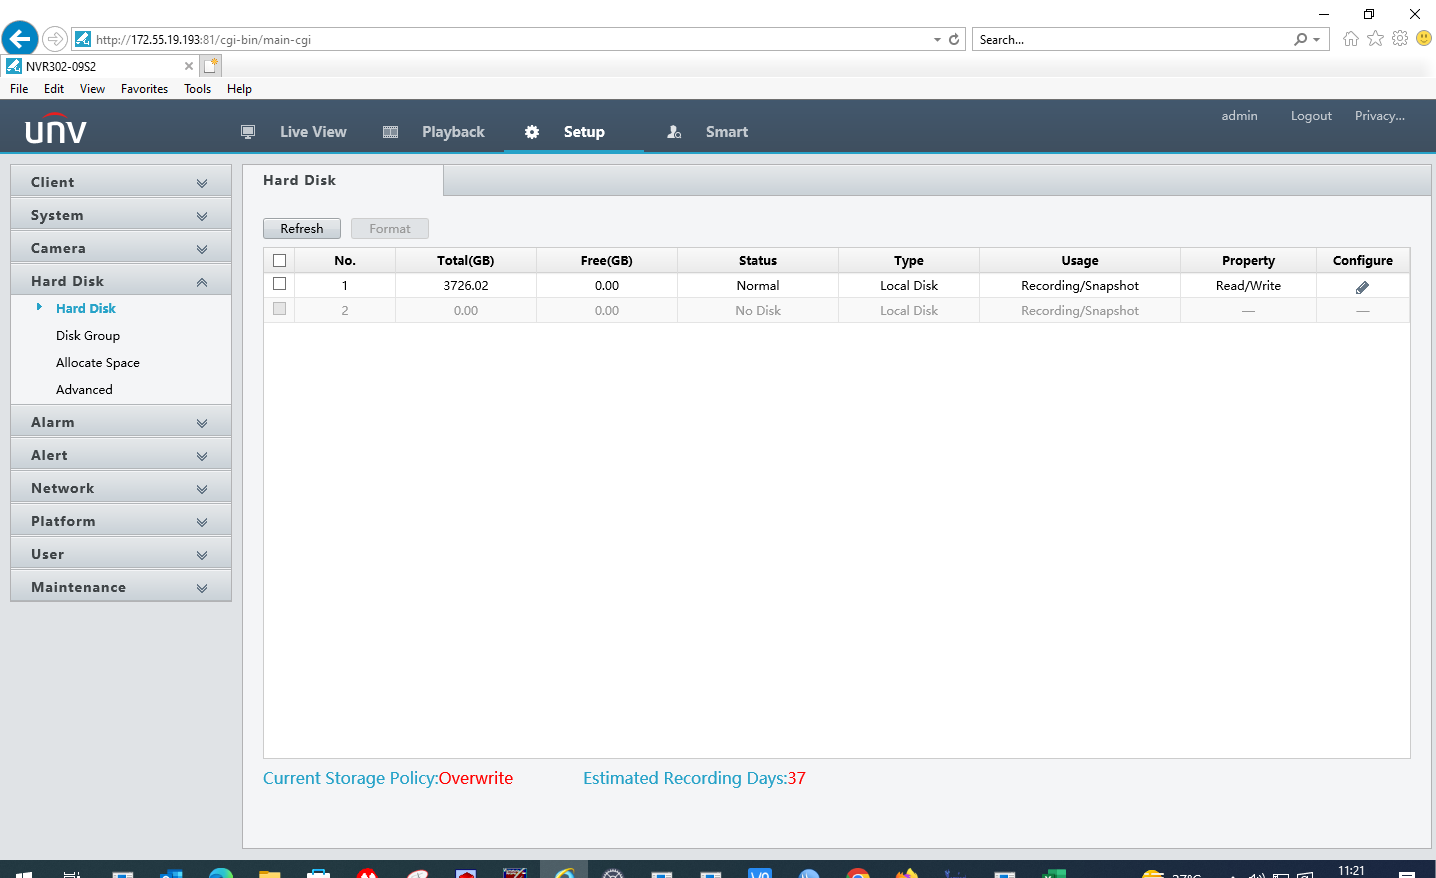 http://172.55.19.193:81/cgi-bin/main-cgi
Search...
NVR302-09S2
File Edit View Favorites Tools Help
unv
Live View Playback Setup Smart
admin Logout Privacy...
Client
System
Camera
Hard Disk
Hard Disk
Disk Group
Allocate Space
Advanced
Alarm
Alert
Network
Platform
User
Maintenance
Hard Disk
Refresh Format
No. Total(GB) Free(GB) Status Type Usage Property Configure
1 3726.02 0.00 Normal Local Disk Recording/Snapshot Read/Write
2 0.00 0.00 No Disk Local Disk Recording/Snapshot — —
Current Storage Policy:Overwrite Estimated Recording Days:37
11:21